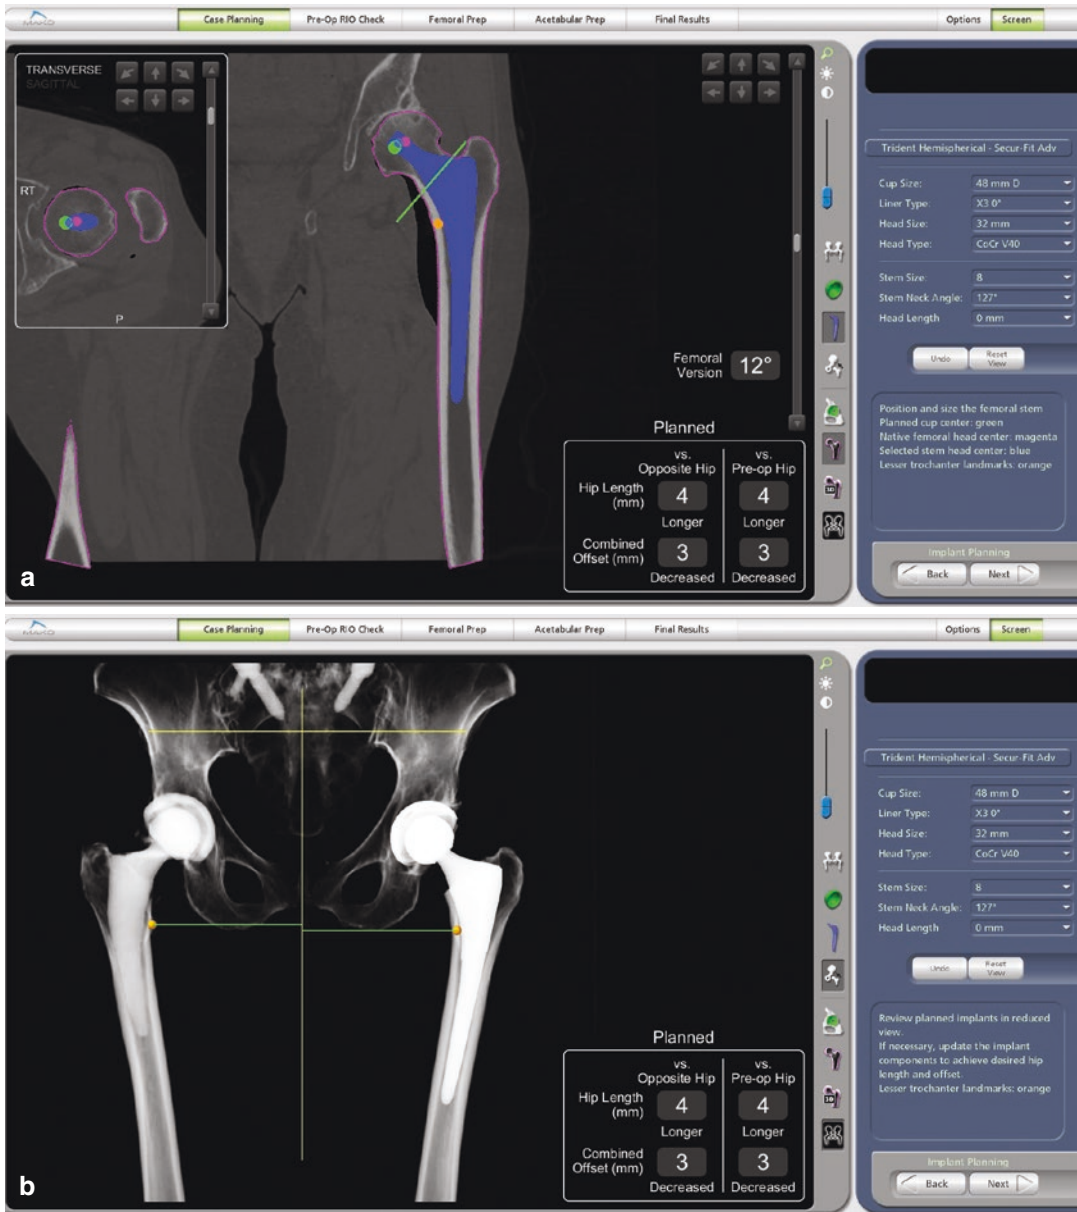 MAKO
Case Planning
Pre-Op RIO Check
Femoral Prep
Acetabular Prep
Final Results
Options
Screen
TRANSVERSE
SAGITTAL
RT
P
Femoral
Version
12°
Planned
vs.
Opposite Hip
vs.
Pre-op Hip
Hip Length
(mm)
4
4
Longer
Longer
Combined
Offset (mm)
3
3
Decreased
Decreased
Trident Hemispherical - Secur-Fit Adv
Cup Size: 48 mm D
Liner Type: X3 0°
Head Size: 32 mm
Head Type: CoCr V40
Stem Size: 8
Stem Neck Angle: 127°
Head Length 0 mm
Undo
Reset
View
Position and size the femoral stem
Planned cup center: green
Native femoral head center: magenta
Selected stem head center: blue
Lesser trochanter landmarks: orange
3D
Implant Planning
Back
Next
a
MAKO
Case Planning
Pre-Op RIO Check
Femoral Prep
Acetabular Prep
Final Results
Options
Screen
Planned
vs.
Opposite Hip
vs.
Pre-op Hip
Hip Length
(mm)
4
4
Longer
Longer
Combined
Offset (mm)
3
3
Decreased
Decreased
Trident Hemispherical - Secur-Fit Adv
Cup Size: 48 mm D
Liner Type: X3 0°
Head Size: 32 mm
Head Type: CoCr V40
Stem Size: 8
Stem Neck Angle: 127°
Head Length 0 mm
Undo
Reset
View
Review planned implants in reduced
view.
If necessary, update the implant
components to achieve desired hip
length and offset.
Lesser trochanter landmarks: orange
3D
Implant Planning
Back
Next
b